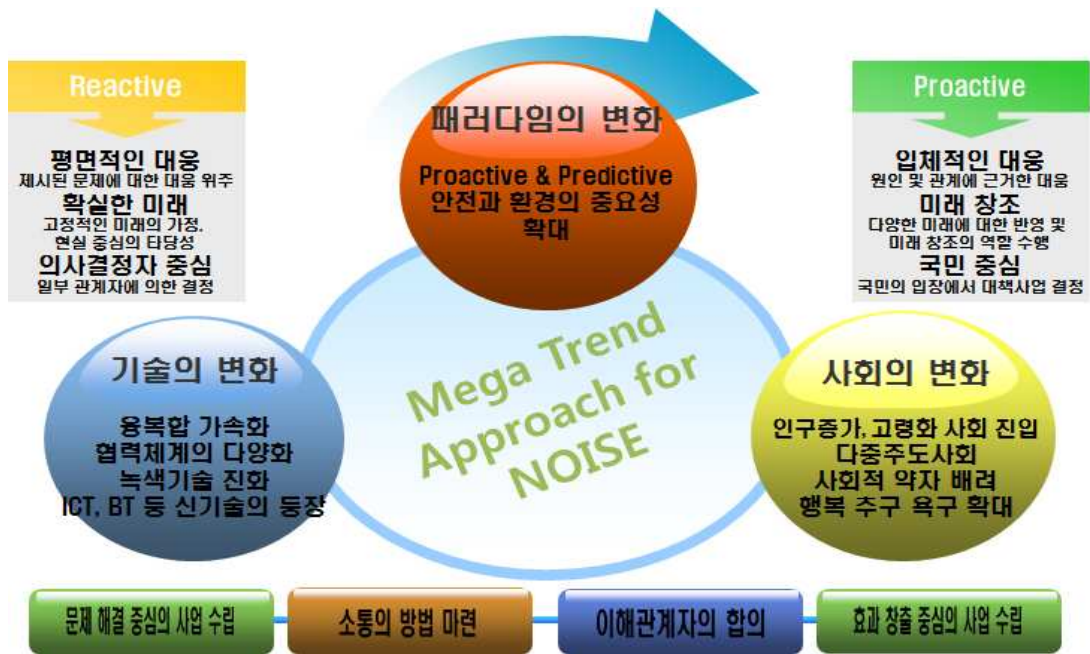 Reactive
평면적인 대응
제시된 문제에 대한 대응 위주
확실한 미래
고정적인 미래의 가정,
현실 중심의 타당성
의사결정자 중심
일부 관계자에 의한 결정
패러다임의 변화
Proactive & Predictive
안전과 환경의 중요성
확대
Proactive
입체적인 대응
원인 및 관계에 근거한 대응
미래 창조
다양한 미래에 대한 반영 및
미래 창조의 역할 수행
국민 중심
국민의 입장에서 대책사업 결정
기술의 변화
융복합 가속화
협력체계의 다양화
녹색기술 진화
ICT, BT 등 신기술의 등장
Mega Trend
Approach for
NOISE
사회의 변화
인구증가, 고령화 사회 진입
다중주도사회
사회적 약자 배려
행복 추구 욕구 확대
문제 해결 중심의 사업 수립
소통의 방법 마련
이해관계자의 합의
효과 창출 중심의 사업 수립